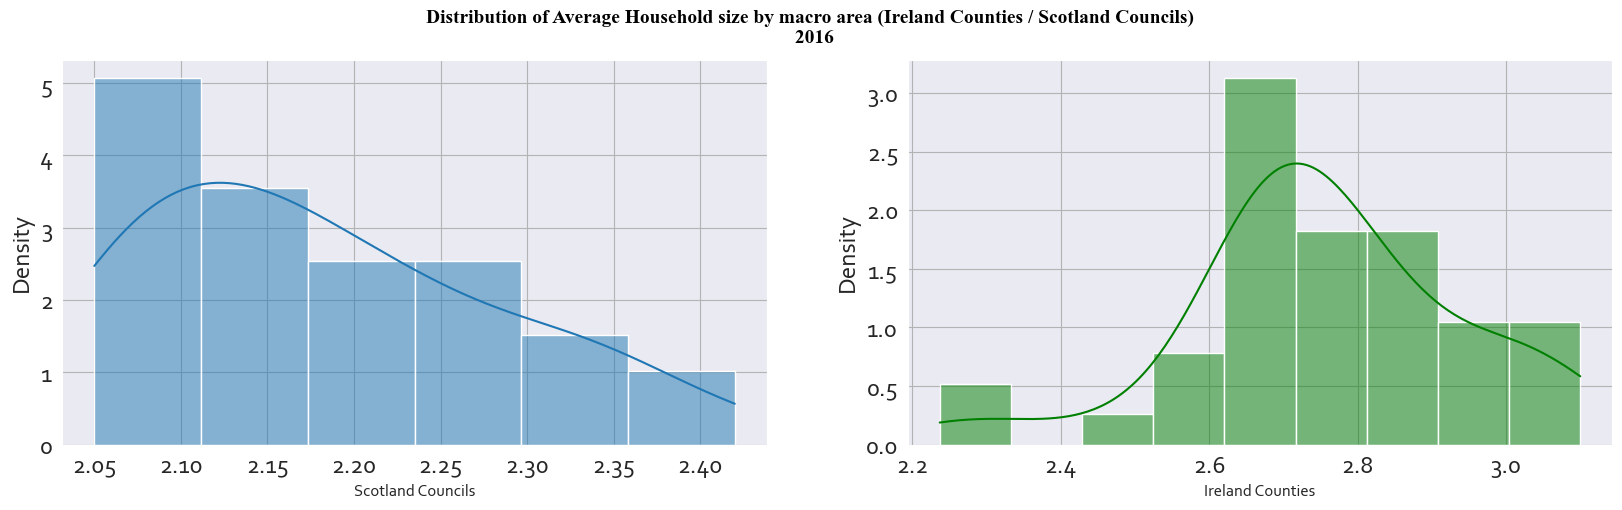 Distribution of Average Household size by macro area (Ireland Counties / Scotland Councils)
2016
Density
5
4
3
2
1
0
2.05 2.10 2.15 2.20 2.25 2.30 2.35 2.40
Scotland Councils
Density
3.0
2.5
2.0
1.5
1.0
0.5
0.0
2.2 2.4 2.6 2.8 3.0
Ireland Counties